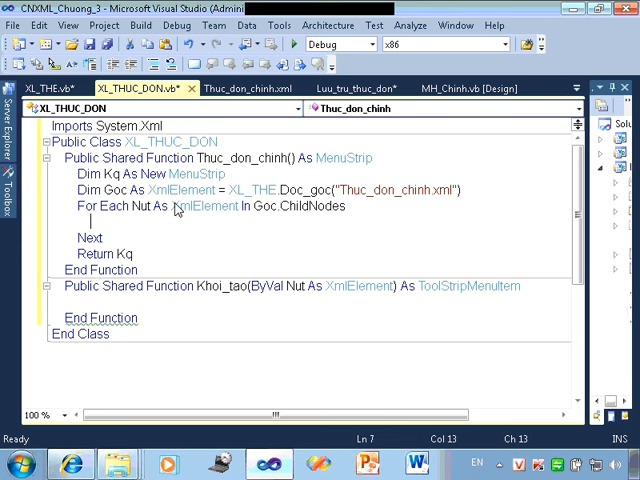 CNXML_Chuong_3 - Microsoft Visual Studio (Admini
File Edit View Project Build Debug Team Data Tools Architecture Test Analyze Window Help
Debug x86
XL_THE.vb* XL_THUC_DON.vb* Thuc_don_chinh.xml Luu_tru_thuc_don* MH_Chinh.vb [Design]
XL_THUC_DON Thuc_don_chinh
Server Explorer
Toolbox
Solu
Imports System.Xml
Public Class XL_THUC_DON
Public Shared Function Thuc_don_chinh() As MenuStrip
Dim Kq As New MenuStrip
Dim Goc As XmlElement = XL_THE.Doc_goc("Thuc_don_chinh.xml")
For Each Nut As XmlElement In Goc.ChildNodes
Next
Return Kq
End Function
Public Shared Function Khoi_tao(ByVal Nut As XmlElement) As ToolStripMenuItem
End Function
End Class
100 %
Ready Ln 7 Col 13 Ch 13 INS
EN